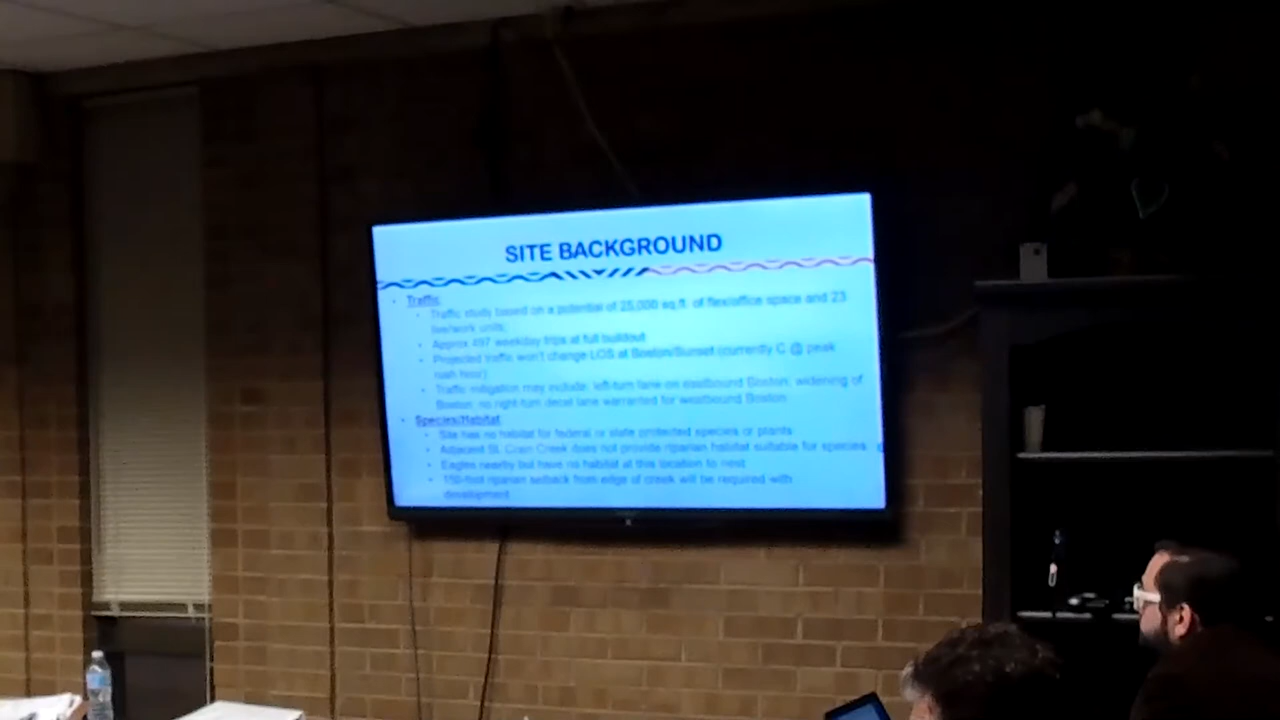 SITE BACKGROUND
Traffic
Traffic study based on a potential of 25,000 sq.ft. of flex/office space and 23
live/work units;
Approx 497 weekday trips at full buildout
Projected traffic won't change LOS at Boston/Sunset (currently C @ peak
rush hour)
Traffic mitigation may include: left-turn lane on eastbound Boston; widening of
Boston; no right-turn decel lane warranted for westbound Boston
Species/Habitat
Site has no habitat for federal or state protected species or plants
Adjacent St. Creek does not provide riparian habitat suitable for species
Eagles nearby but have no habitat at this location to nest
150-foot riparian setback from edge of creek will be required with
development